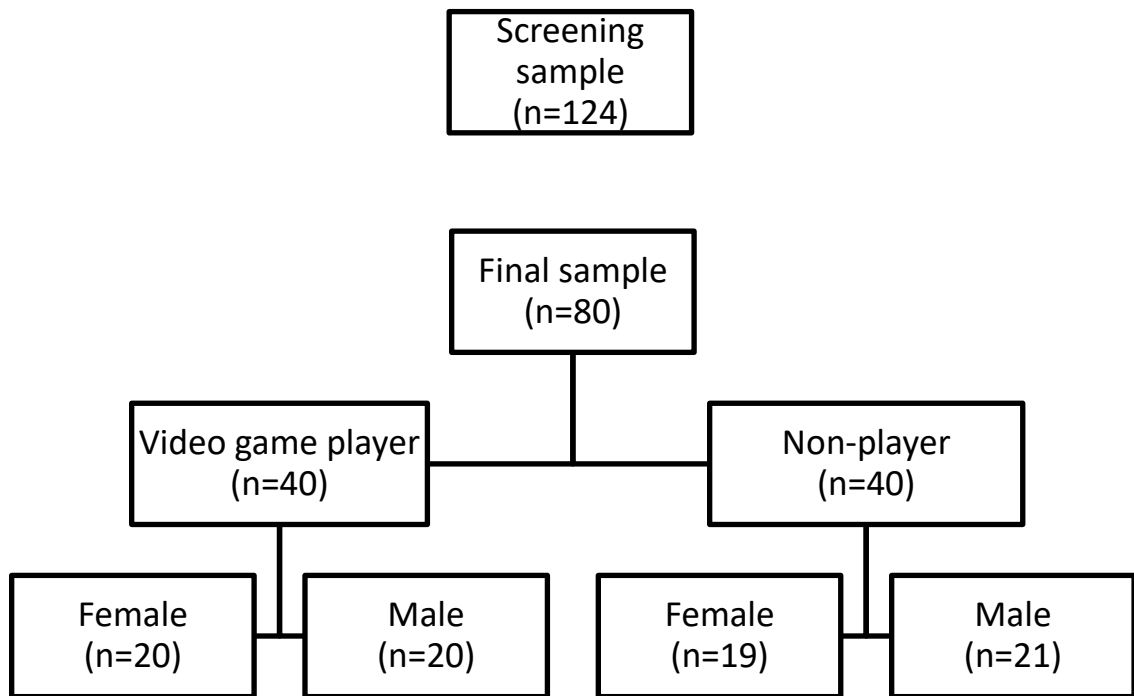 Screening
sample
(n=124)
Final sample
(n=80)
Video game player
(n=40)
Non-player
(n=40)
Female
(n=20)
Male
(n=20)
Female
(n=19)
Male
(n=21)